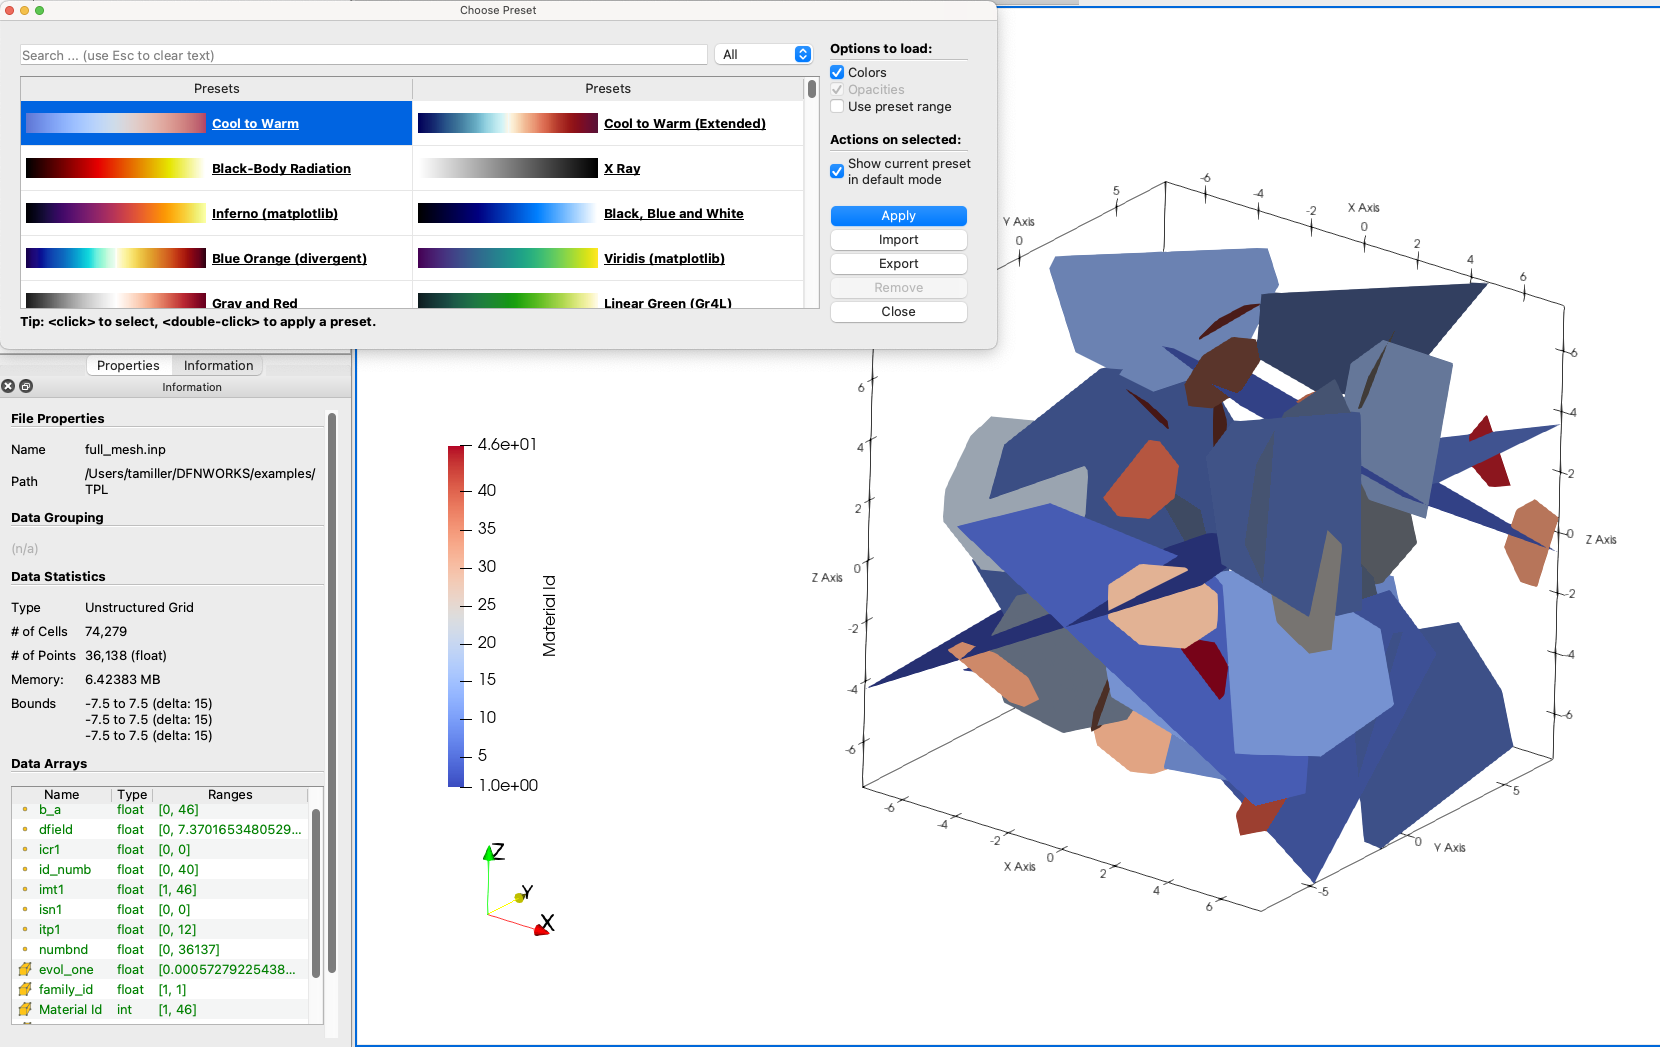 Choose Preset
Search ... (use Esc to clear text)
All
Presets
Presets
Cool to Warm
Cool to Warm (Extended)
Black-Body Radiation
X Ray
Inferno (matplotlib)
Black, Blue and White
Blue Orange (divergent)
Viridis (matplotlib)
Gray and Red
Linear Green (Gr4L)
Tip: <click> to select, <double-click> to apply a preset.
Options to load:
Colors
Opacities
Use preset range
Actions on selected:
Show current preset
in default mode
Apply
Import
Export
Remove
Close
Properties
Information
Information
File Properties
Name full_mesh.inp
Path /Users/tamiller/DFNWORKS/examples/
TPL
Data Grouping
(n/a)
Data Statistics
Type Unstructured Grid
# of Cells 74,279
# of Points 36,138 (float)
Memory: 6.42383 MB
Bounds -7.5 to 7.5 (delta: 15)
-7.5 to 7.5 (delta: 15)
-7.5 to 7.5 (delta: 15)
Data Arrays
Name Type Ranges
b_a float [0, 46]
dfield float [0, 7.3701653480529...
icr1 float [0, 0]
id_numb float [0, 40]
imt1 float [1, 46]
isn1 float [0, 0]
itp1 float [0, 12]
numbnd float [0, 36137]
evol_one float [0.00057279225438...
family_id float [1, 1]
Material Id int [1, 46]
4.6e+01
40
35
30
25
20
15
10
5
1.0e+00
Material Id
Z
Y
X
5
Y Axis
0
-6
-4
-2
X Axis
0
2
4
6
6
4
2
0
Z Axis
-2
-4
-6
-6
-4
-2
0
X Axis
2
4
6
-5
0
Y Axis
5
6
4
2
0
Z Axis
-2
-4
-6